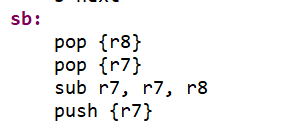 sb:
pop {r8}
pop {r7}
sub r7, r7, r8
push {r7}